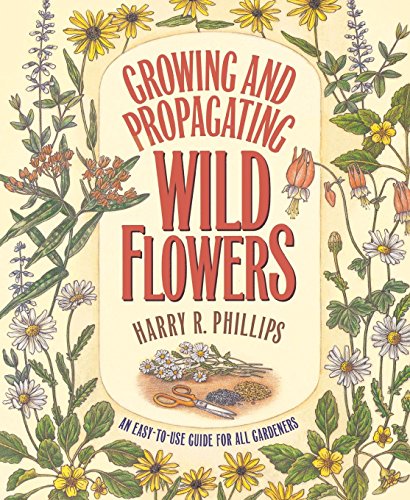 GROWING AND
PROPAGATING
WILD
FLOWERS
HARRY R. PHILLIPS
AN EASY-TO-USE GUIDE FOR ALL GARDENERS